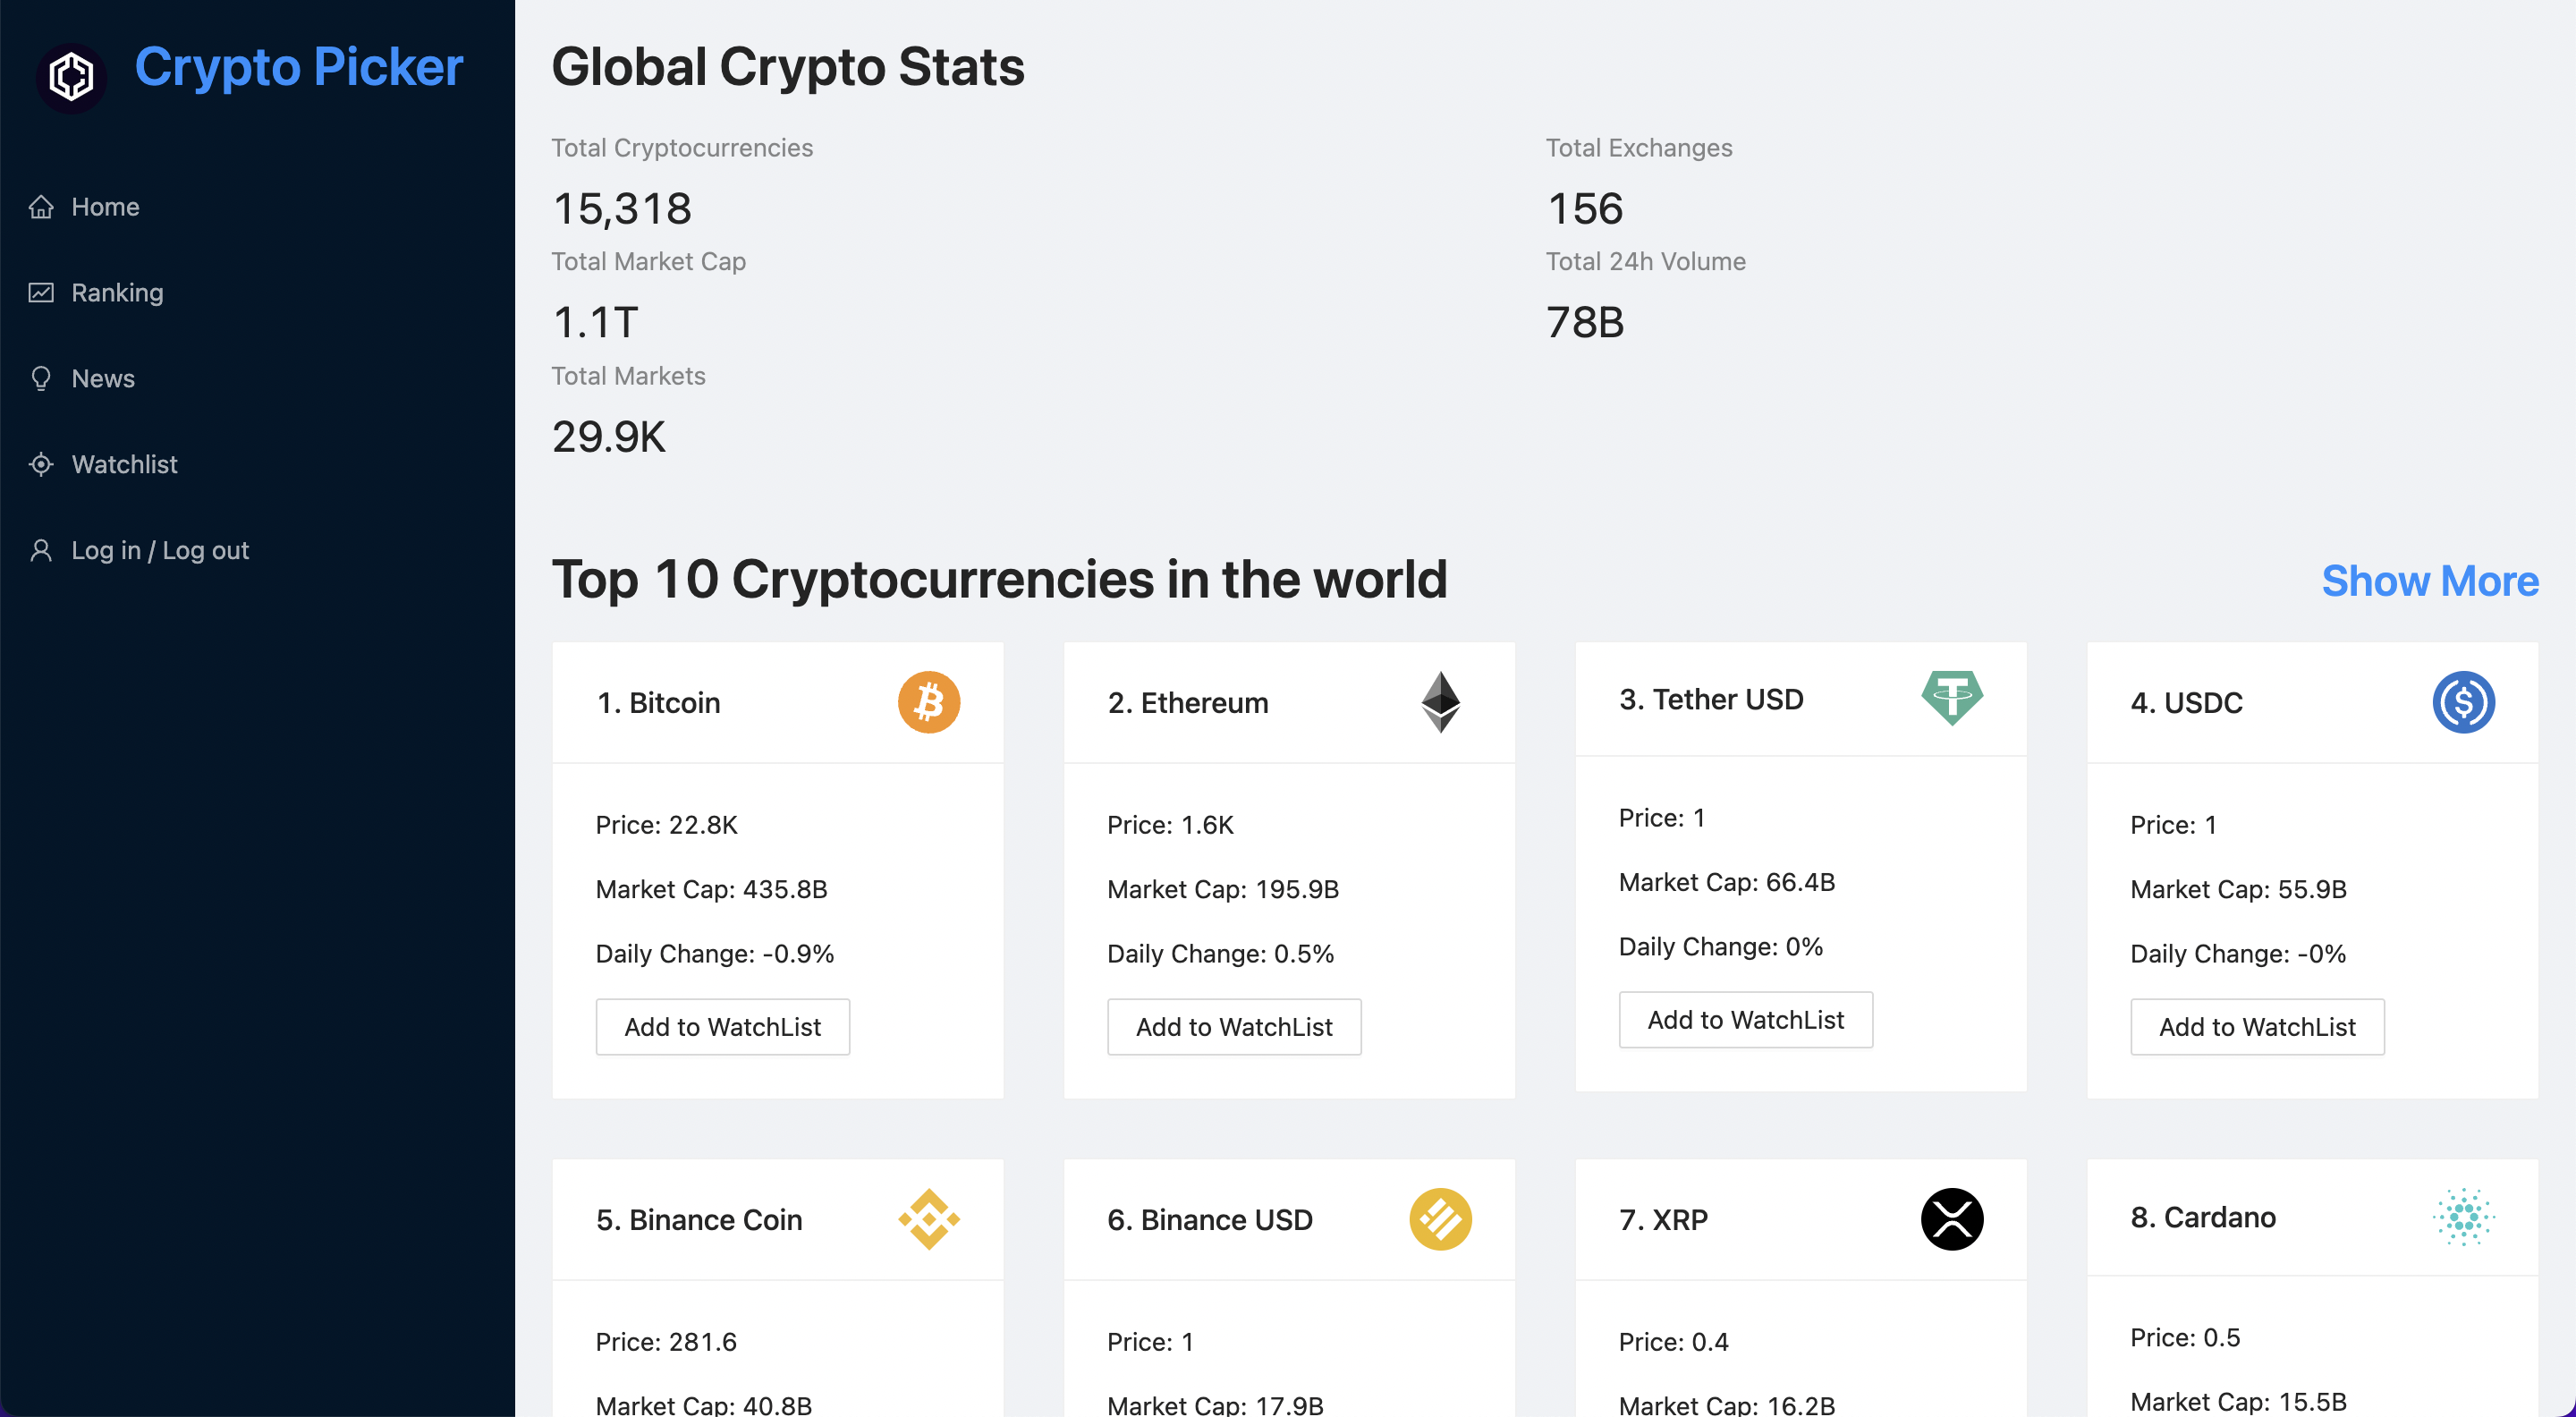 Crypto Picker
Home
Ranking
News
Watchlist
Log in / Log out
Global Crypto Stats
Total Cryptocurrencies
15,318
Total Exchanges
156
Total Market Cap
1.1T
Total 24h Volume
78B
Total Markets
29.9K
Top 10 Cryptocurrencies in the world
Show More
1. Bitcoin
Price: 22.8K
Market Cap: 435.8B
Daily Change: -0.9%
Add to WatchList
2. Ethereum
Price: 1.6K
Market Cap: 195.9B
Daily Change: 0.5%
Add to WatchList
3. Tether USD
Price: 1
Market Cap: 66.4B
Daily Change: 0%
Add to WatchList
4. USDC
Price: 1
Market Cap: 55.9B
Daily Change: -0%
Add to WatchList
5. Binance Coin
Price: 281.6
Market Cap: 40.8B
6. Binance USD
Price: 1
Market Cap: 17.9B
7. XRP
Price: 0.4
Market Cap: 16.2B
8. Cardano
Price: 0.5
Market Cap: 15.5B